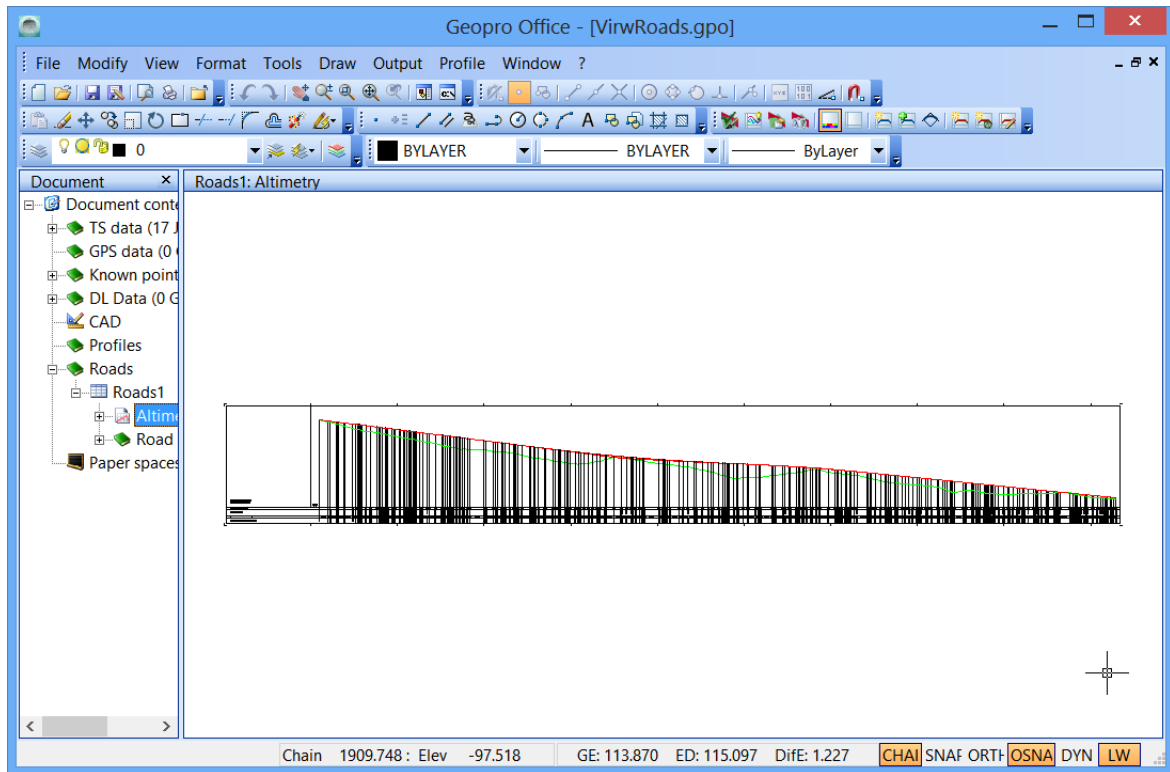 Geopro Office - [VirwRoads.gpo]
File Modify View Format Tools Draw Output Profile Window ?
0 BYLAYER BYLAYER ByLayer
Document
Roads1: Altimetry
Document conte
TS data (17 J
GPS data (0
Known point
DL Data (0 G
CAD
Profiles
Roads
Roads1
Altime
Road
Paper spaces
Chain 1909.748 : Elev -97.518 GE: 113.870 ED: 115.097 DifE: 1.227 CHAI SNAF ORTH OSNA DYN LW